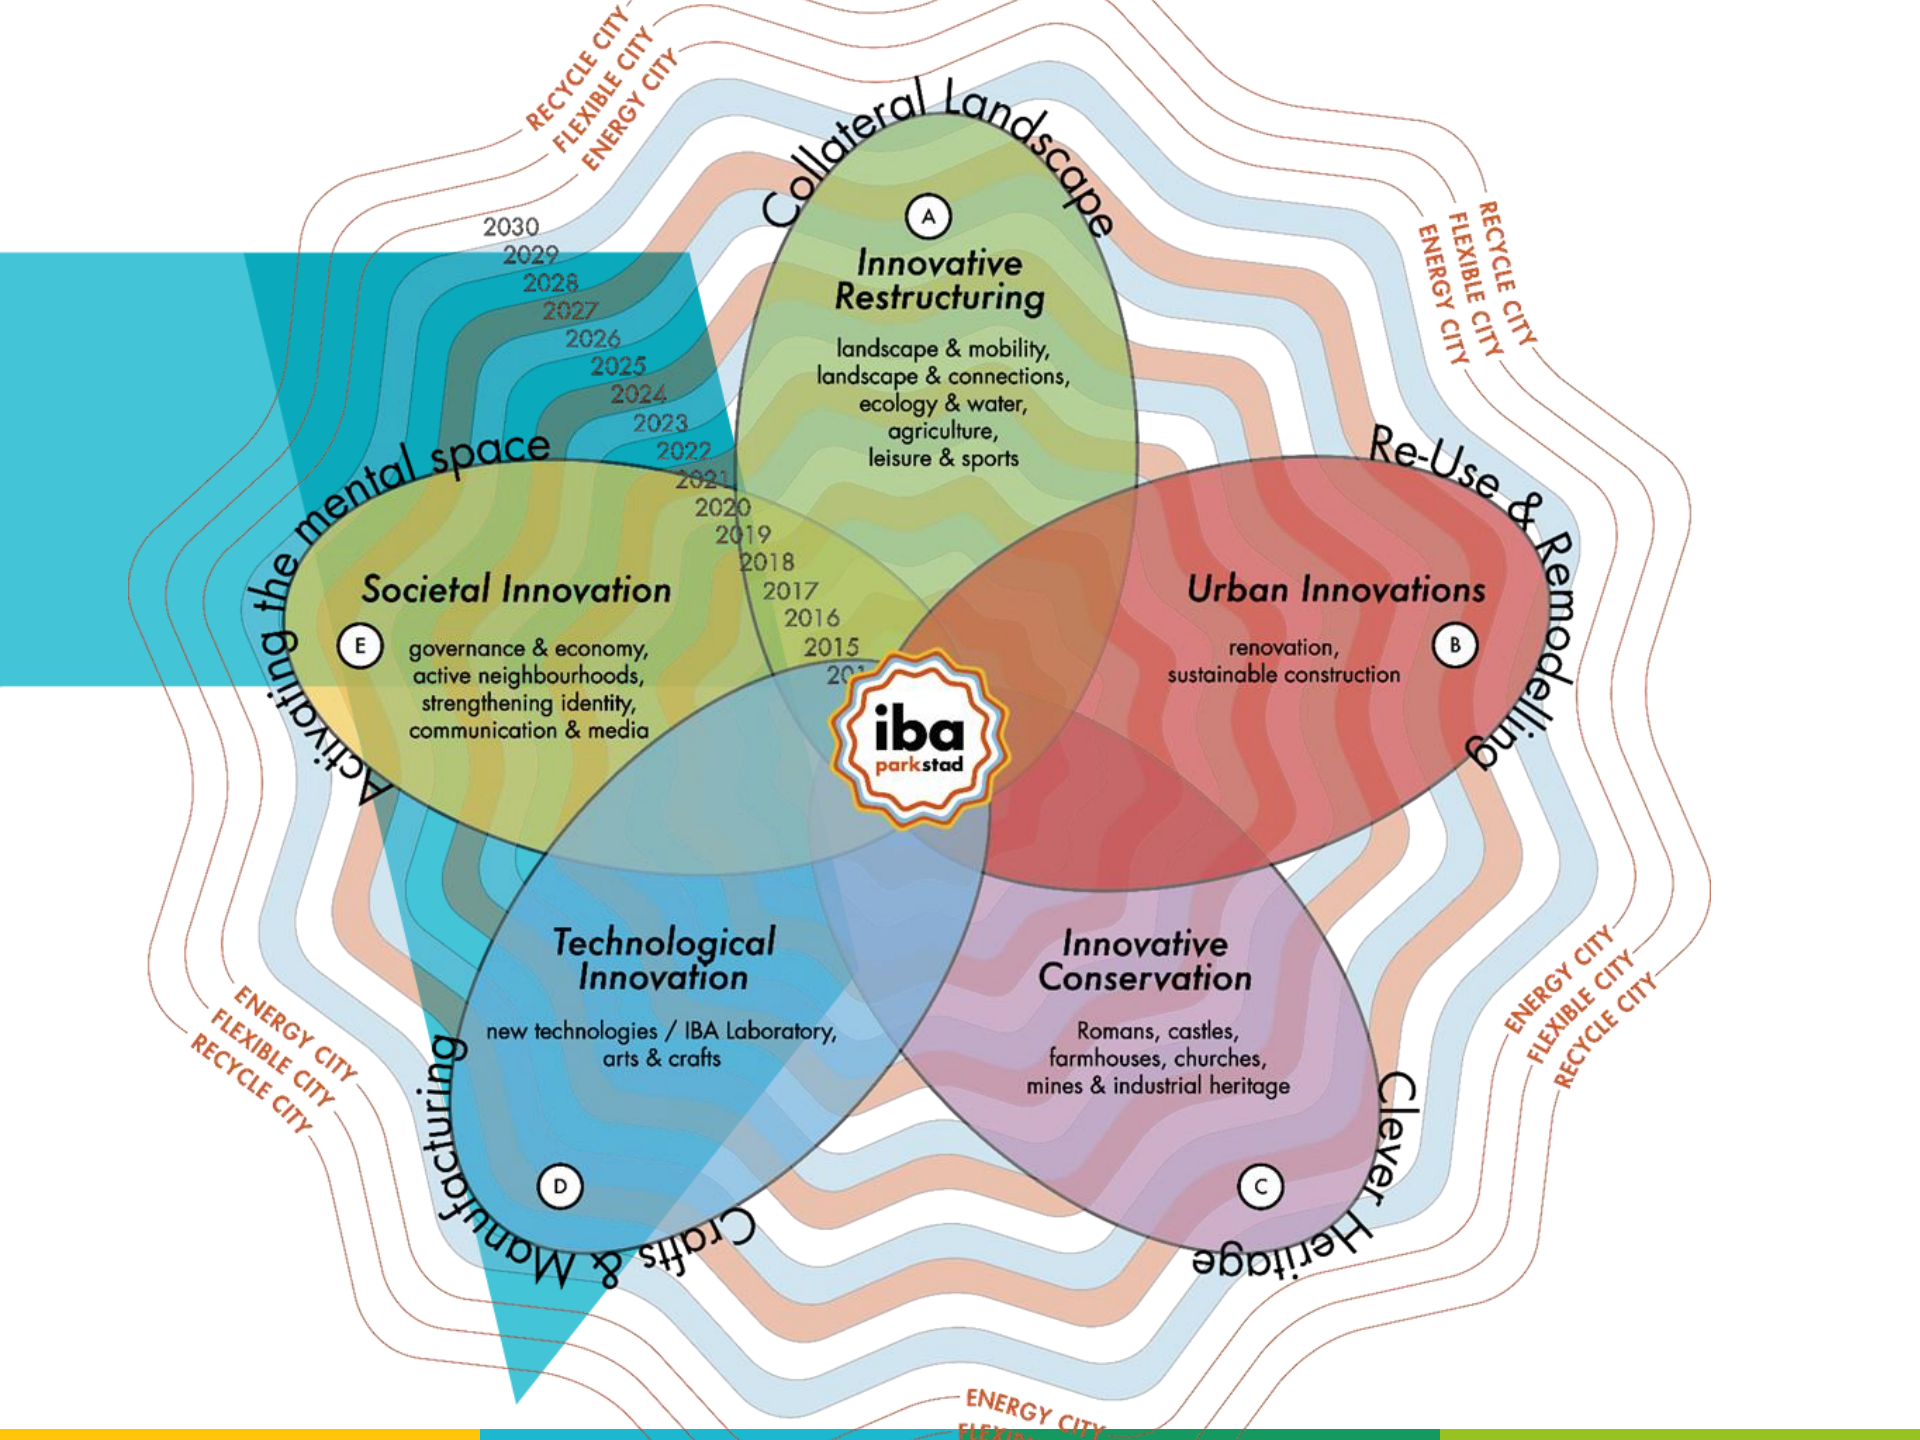 RECYCLE CITY
FLEXIBLE CITY
ENERGY CITY
RECYCLE CITY
FLEXIBLE CITY
ENERGY CITY
2030
2029
2028
2027
2026
2025
2024
2023
2022
2021
2020
2019
2018
2017
2016
2015
201
Collateral Landscape
A
Innovative
Restructuring
landscape & mobility,
landscape & connections,
ecology & water,
agriculture,
leisure & sports
Re-Use & Remodelling
Urban Innovations
B
renovation,
sustainable construction
Activating the mental space
Societal Innovation
E
governance & economy,
active neighbourhoods,
strengthening identity,
communication & media
iba
parkstad
Technological
Innovation
new technologies / IBA Laboratory,
arts & crafts
D
Crafts & Manufacturing
Innovative
Conservation
Romans, castles,
farmhouses, churches,
mines & industrial heritage
C
Clever Heritage
ENERGY CITY
FLEXIBLE CITY
RECYCLE CITY
ENERGY CITY
FLEXIBLE CITY
RECYCLE CITY
ENERGY CITY